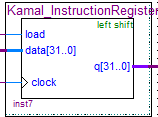 Kamal_InstructionRegister
left shift
load
data[31..0]
q[31..0]
clock
inst7